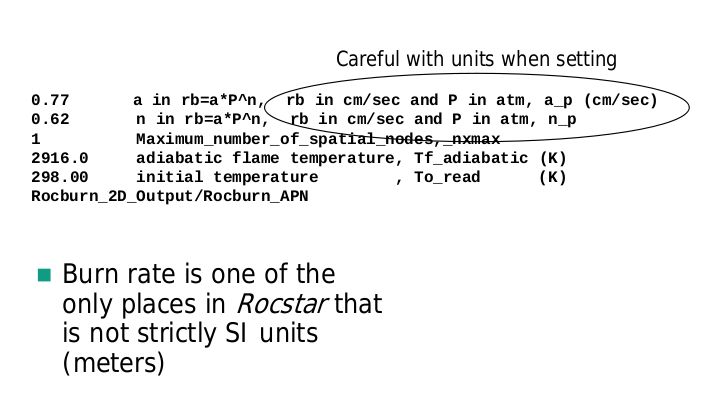 Careful with units when setting
0.77 a in rb=a*P^n, rb in cm/sec and P in atm, a_p (cm/sec)
0.62 n in rb=a*P^n, rb in cm/sec and P in atm, n_p
1 Maximum_number_of_spatial_nodes,_nxmax
2916.0 adiabatic flame temperature, Tf_adiabatic (K)
298.00 initial temperature , To_read (K)
Rocburn_2D_Output/Rocburn_APN
Burn rate is one of the
only places in Rocstar that
is not strictly SI units
(meters)